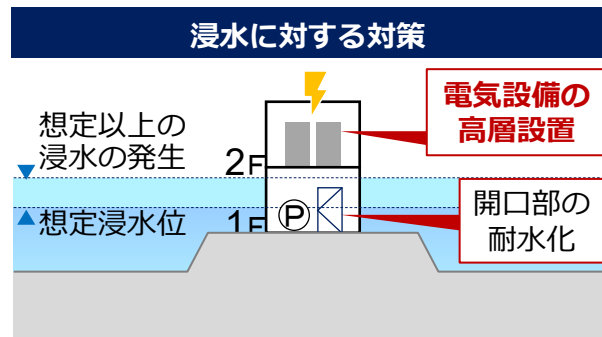 浸水に対する対策
電気設備の
高層設置
想定以上の
浸水の発生
2F
開口部の
耐水化
想定浸水位
1F
P